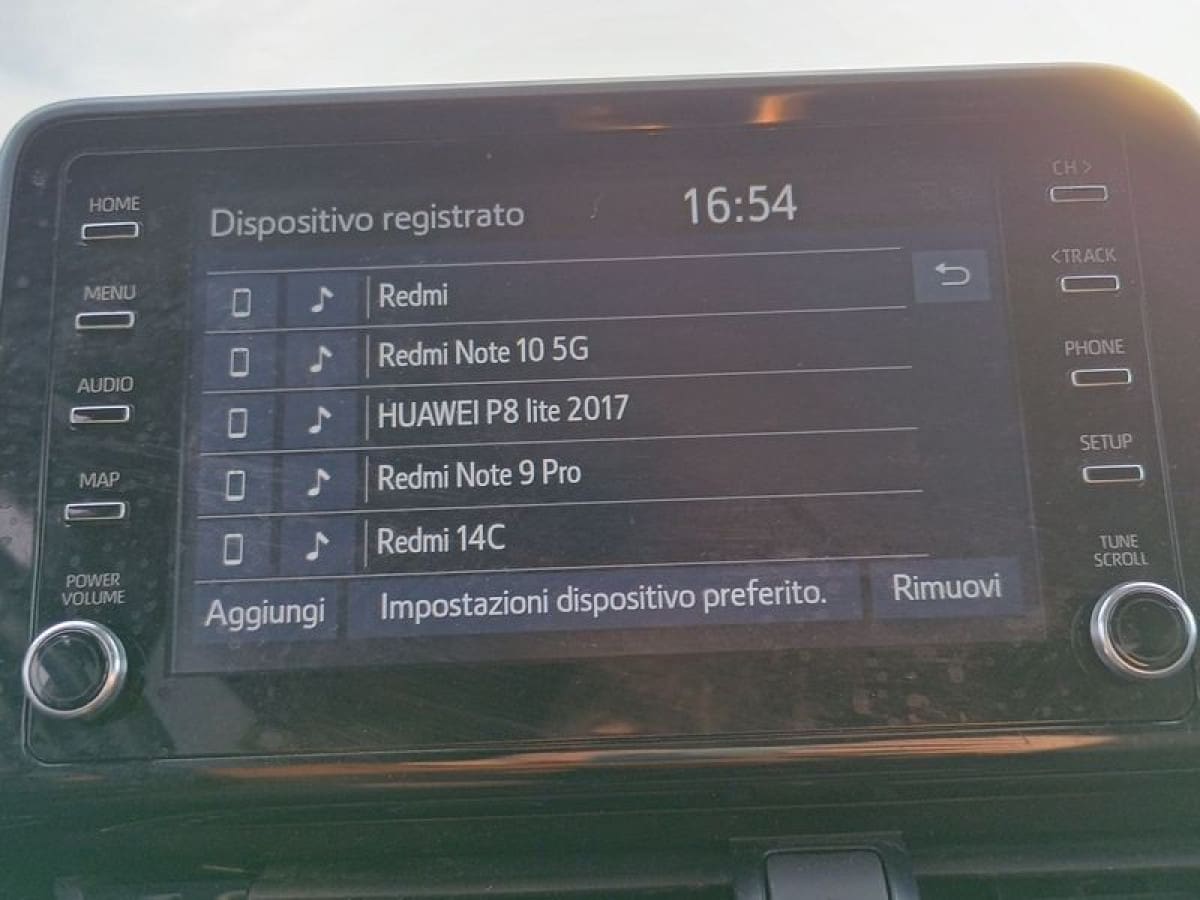 HOME
MENU
AUDIO
MAP
POWER
VOLUME
Dispositivo registrato
16:54
Redmi
Redmi Note 10 5G
HUAWEI P8 lite 2017
Redmi Note 9 Pro
Redmi 14C
Aggiungi
Impostazioni dispositivo preferito.
Rimuovi
CH >
<TRACK
PHONE
SETUP
TUNE
SCROLL